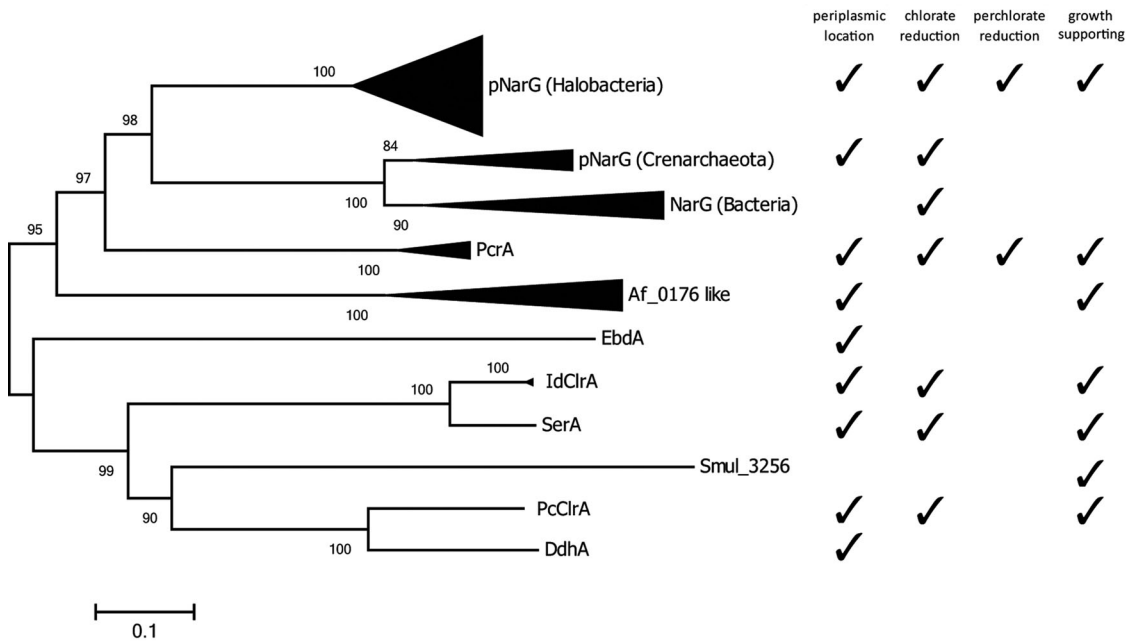 periplasmic location
chlorate reduction
perchlorate reduction
growth supporting
100
pNarG (Halobacteria)
98
84
pNarG (Crenarchaeota)
97
100
NarG (Bacteria)
90
95
PcrA
100
Af_0176 like
100
EbdA
100
IdClrA
100
SerA
99
Smul_3256
90
PcClrA
100
DdhA
0.1